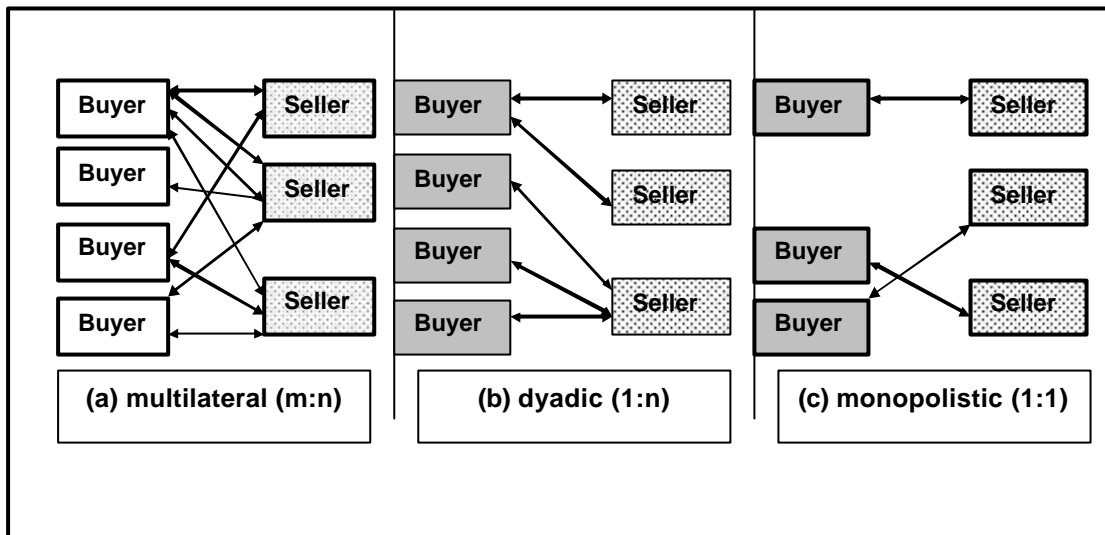 Buyer
Seller
Buyer
Seller
Buyer
Seller
Buyer
(a) multilateral (m:n)
Buyer
Seller
Buyer
Seller
Buyer
Seller
Buyer
(b) dyadic (1:n)
Buyer
Seller
Seller
Buyer
Seller
Buyer
(c) monopolistic (1:1)